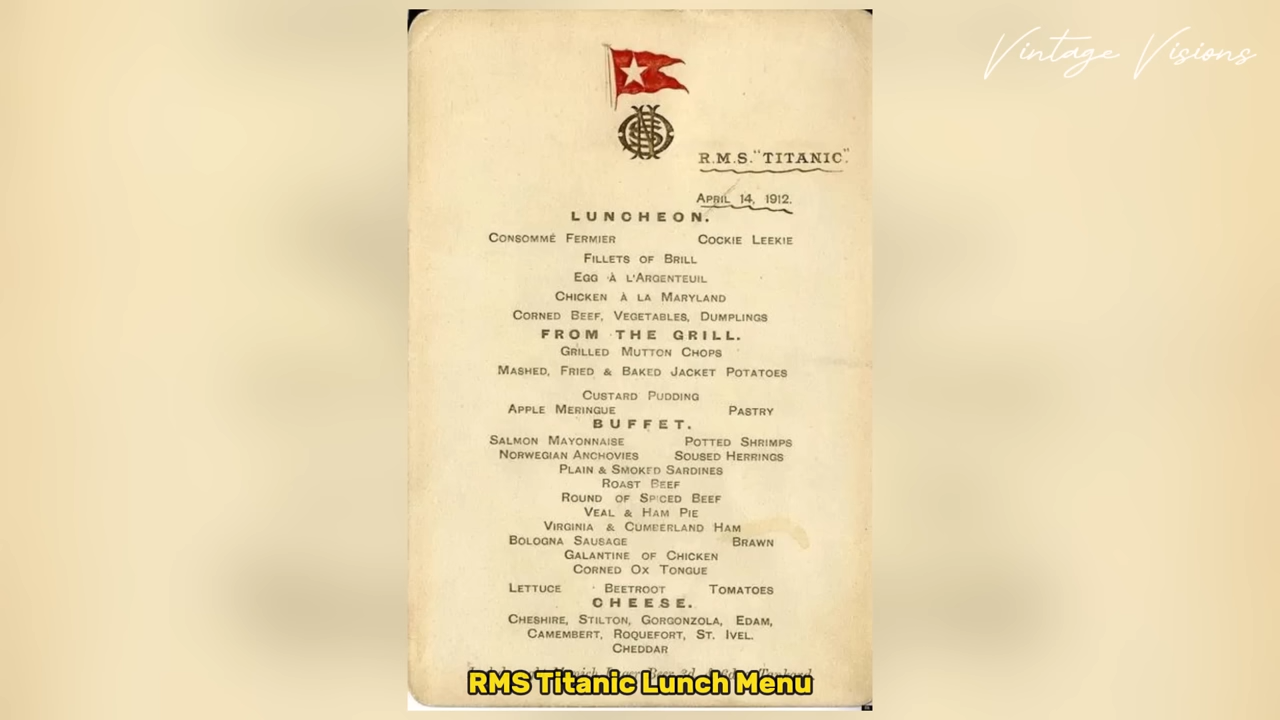 Vintage Visions
R.M.S. "TITANIC"
APRIL 14, 1912.
LUNCHEON.
CONSOMMÉ FERMIER COCKIE LEEKIE
FILLETS OF BRILL
EGG À L'ARGENTEUIL
CHICKEN À LA MARYLAND
CORNED BEEF, VEGETABLES, DUMPLINGS
FROM THE GRILL.
GRILLED MUTTON CHOPS
MASHED, FRIED & BAKED JACKET POTATOES
CUSTARD PUDDING
APPLE MERINGUE PASTRY
BUFFET.
SALMON MAYONNAISE POTTED SHRIMPS
NORWEGIAN ANCHOVIES SOUSED HERRINGS
PLAIN & SMOKED SARDINES
ROAST BEEF
ROUND OF SPICED BEEF
VEAL & HAM PIE
VIRGINIA & CUMBERLAND HAM
BOLOGNA SAUSAGE BRAWN
GALANTINE OF CHICKEN
CORNED OX TONGUE
LETTUCE BEETROOT TOMATOES
CHEESE.
CHESHIRE, STILTON, GORGONZOLA, EDAM,
CAMEMBERT, ROQUEFORT, ST. IVEL.
CHEDDAR
RMS Titanic Lunch Menu